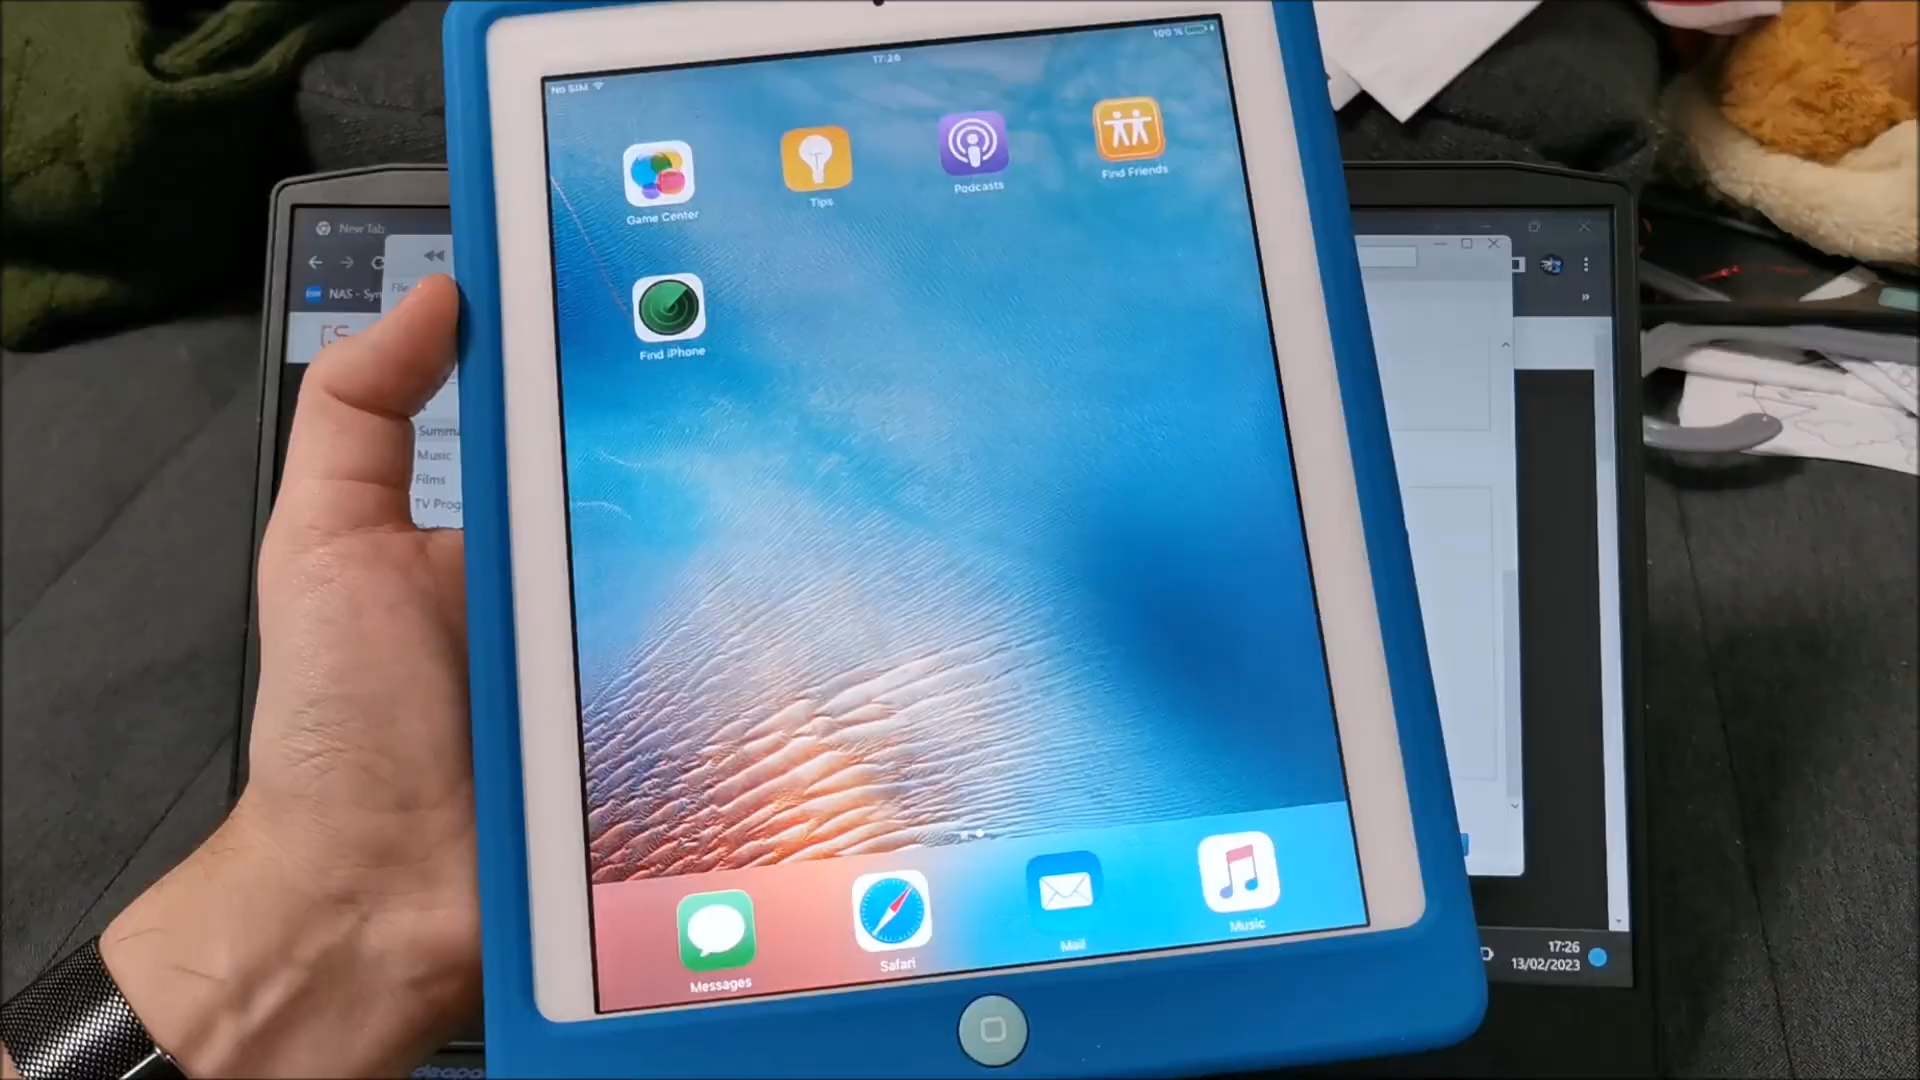 No SIM
17:26
100 %
Game Center
Tips
Podcasts
Find Friends
Find iPhone
Messages
Safari
Mail
Music
New Tab
NAS - Syn
File
Summa
Music
Films
TV Prog
17:26
13/02/2023